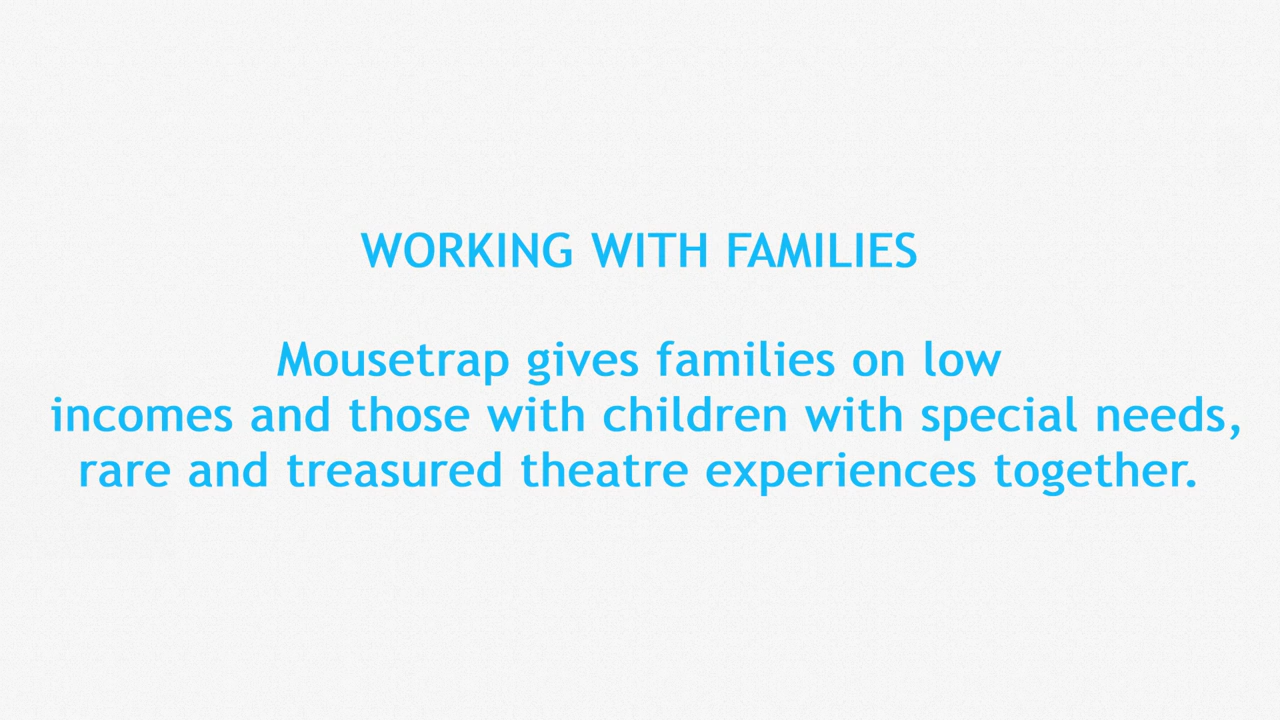 WORKING WITH FAMILIES
Mousetrap gives families on low
incomes and those with children with special needs,
rare and treasured theatre experiences together.